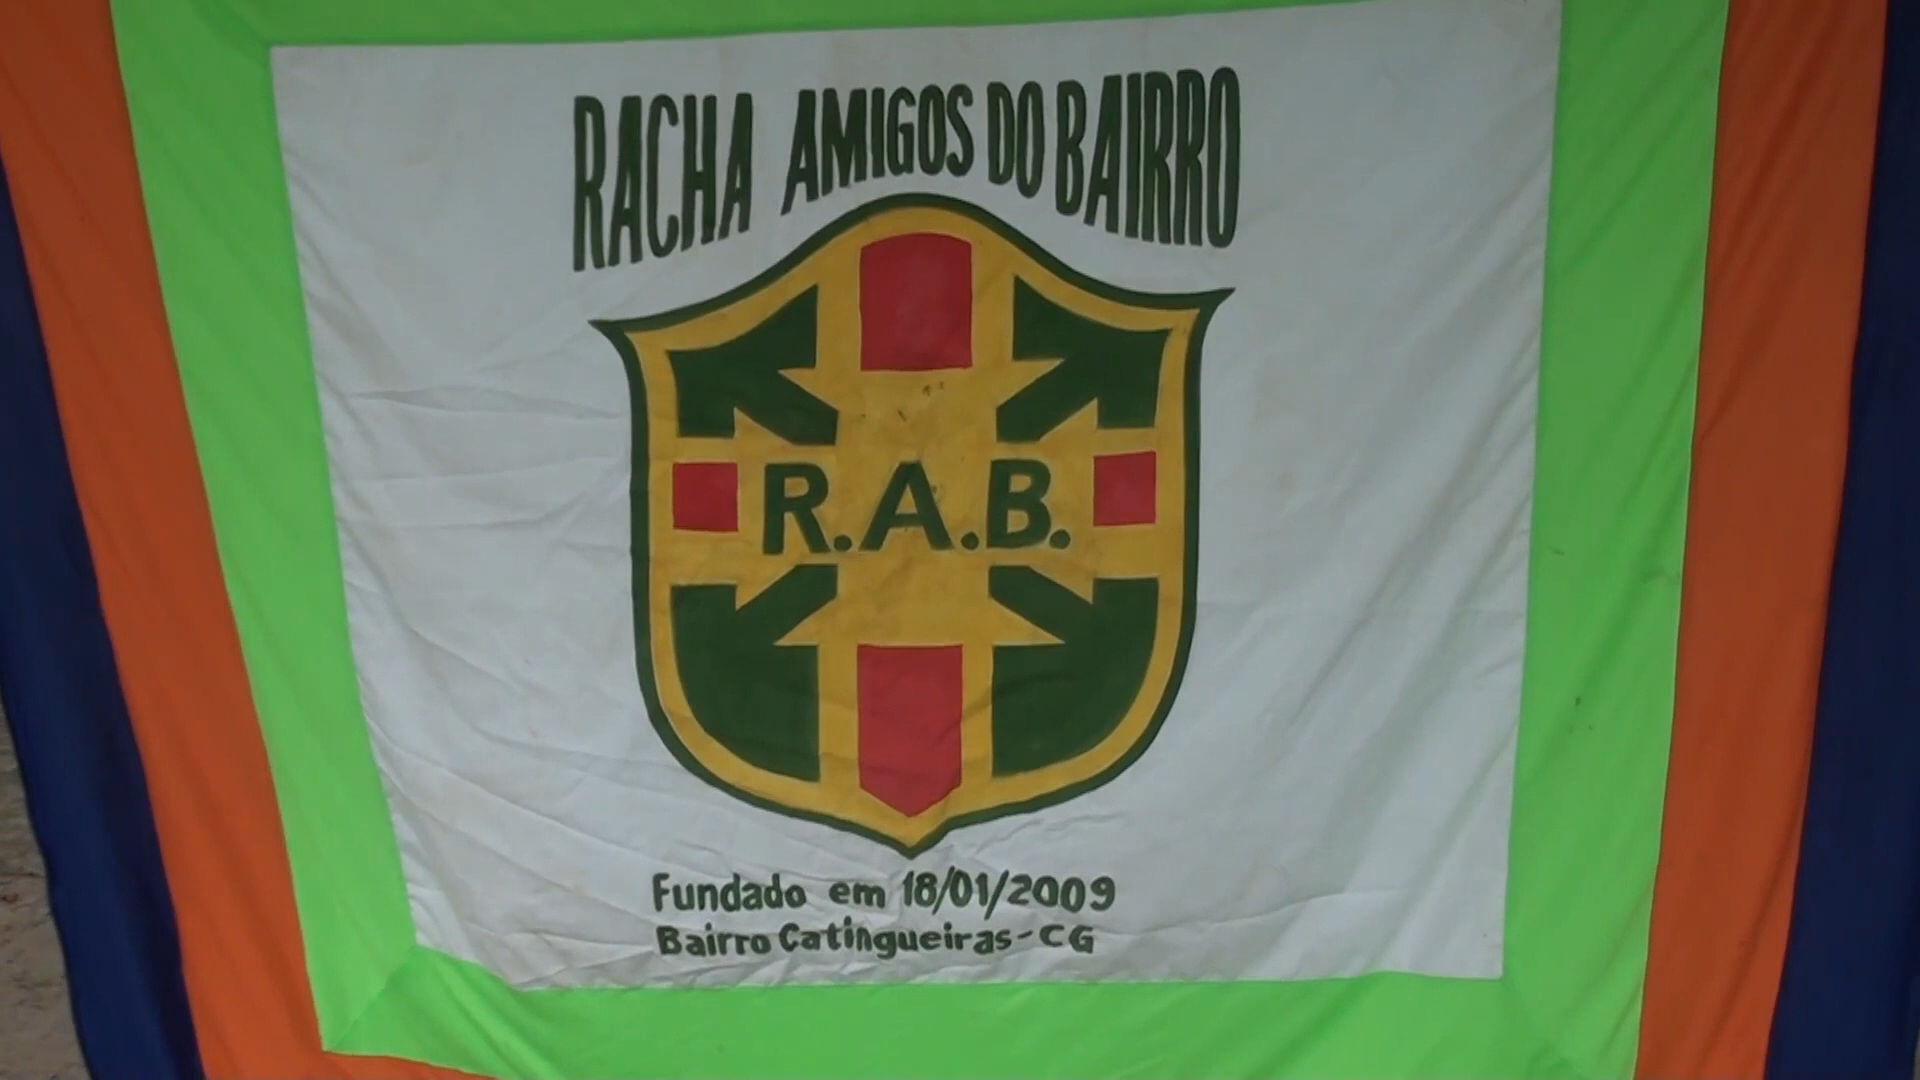 RACHA AMIGOS DO BAIRRO
R.A.B.
Fundado em 18/01/2009
Bairro Catingueiras-CG